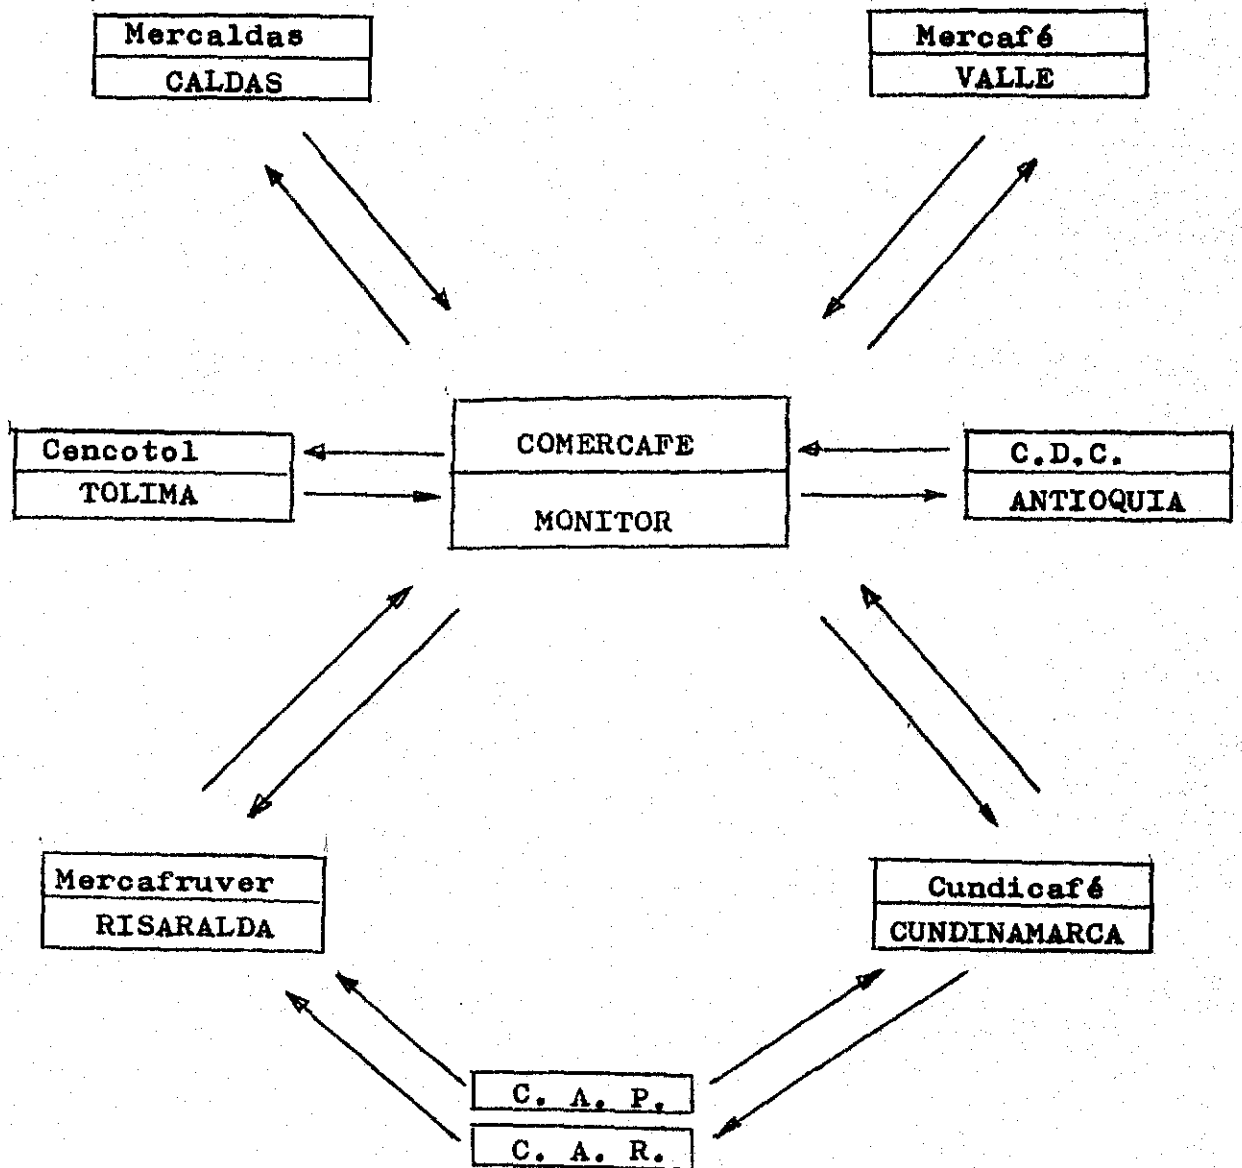 Mercaldas
CALDAS
Mercafé
VALLE
Cencotol
TOLIMA
COMERCAFE
MONITOR
C.D.C.
ANTIOQUIA
Mercafruver
RISARALDA
Cundicafé
CUNDINAMARCA
C. A. P.
C. A. R.